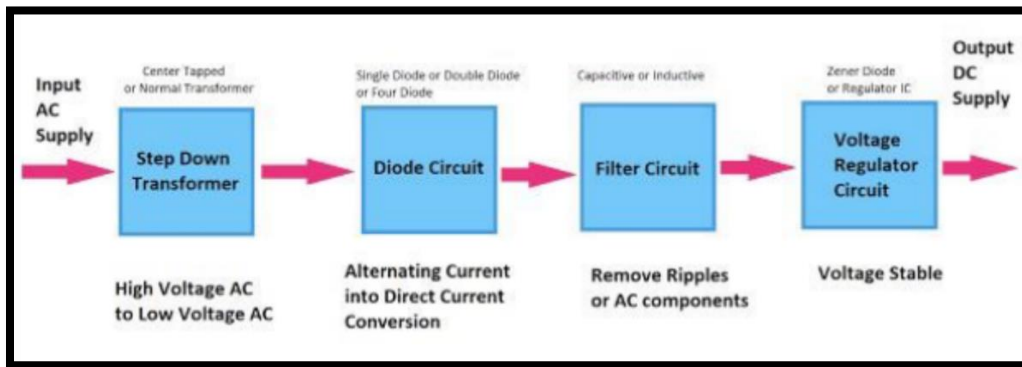 Input
AC
Supply
Center Tapped
or Normal Transformer
Step Down
Transformer
High Voltage AC
to Low Voltage AC
Single Diode or Double Diode
or Four Diode
Diode Circuit
Alternating Current
into Direct Current
Conversion
Capacitive or Inductive
Filter Circuit
Remove Ripples
or AC components
Zener Diode
or Regulator IC
Voltage
Regulator
Circuit
Voltage Stable
Output
DC
Supply